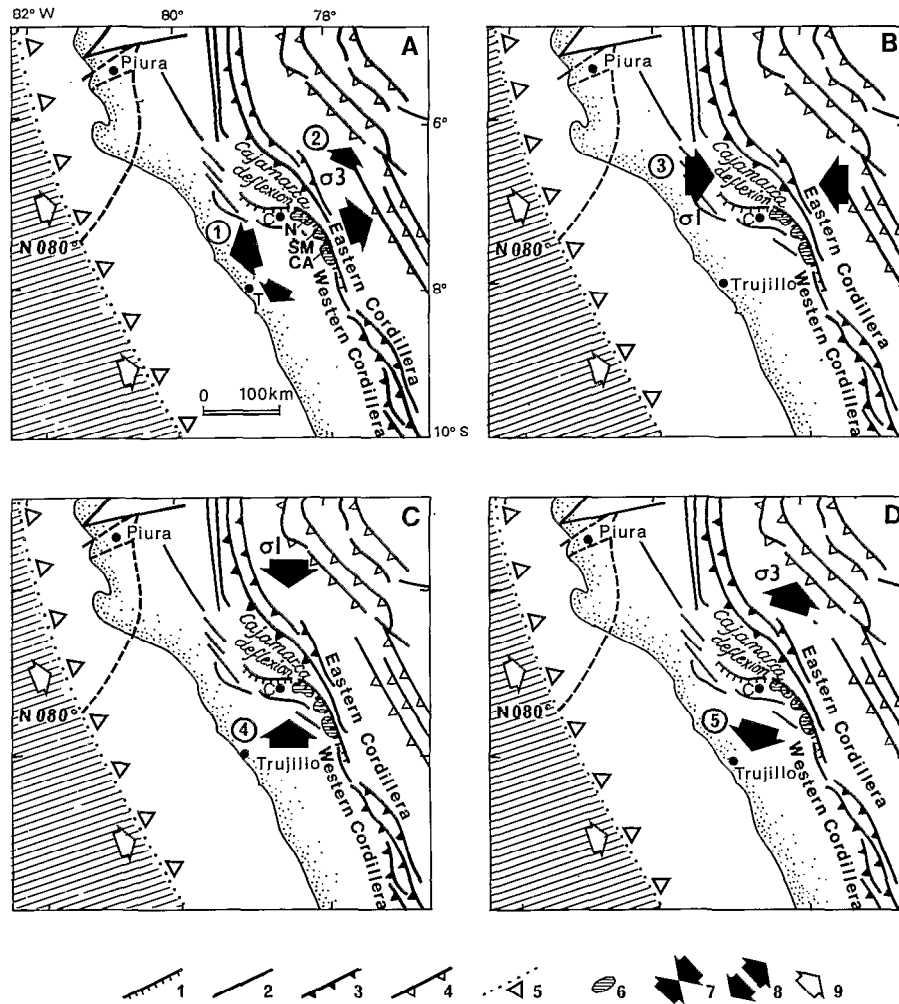 82° W 80° 78°
A
Piura
6°
②
σ3
Cajamarca
deflexion
C
N
SM
CA
①
T
8°
N 080°
Eastern Cordillera
Western Cordillera
0 100km
10° S
B
Piura
③
Cajamarca
deflexion
σ1
C
N 080°
Trujillo
Eastern Cordillera
Western Cordillera
C
Piura
σ1
Cajamarca
deflexion
C
N 080°
④
Trujillo
Eastern Cordillera
Western Cordillera
D
Piura
σ3
Cajamarca
deflexion
C
N 080°
⑤
Trujillo
Eastern Cordillera
Western Cordillera
1 2 3 4 5 6 7 8 9